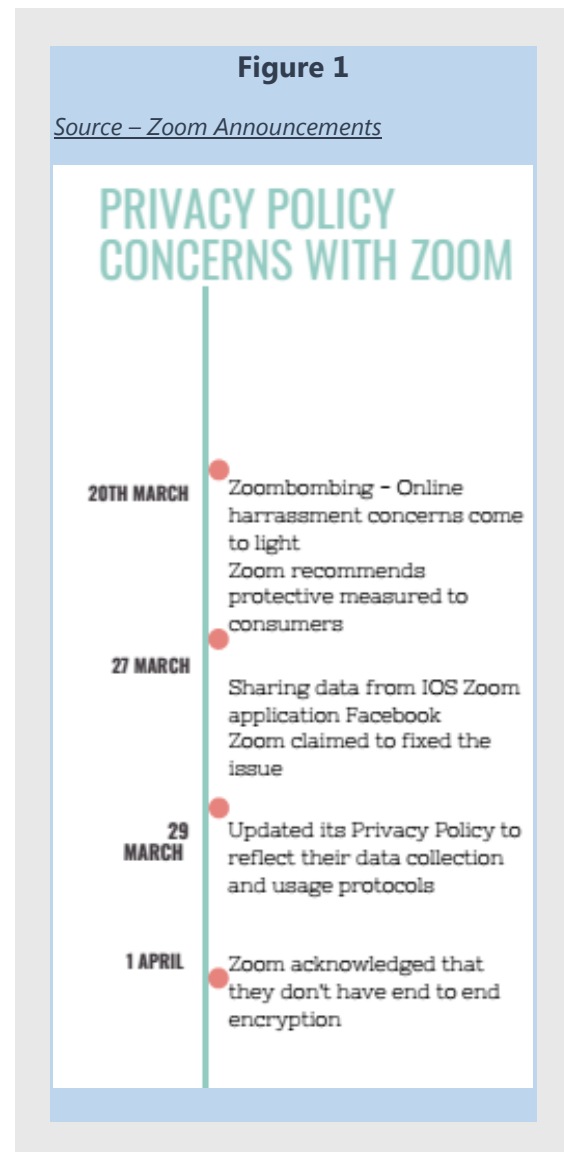 Figure 1
Source – Zoom Announcements
PRIVACY POLICY
CONCERNS WITH ZOOM
20TH MARCH
Zoombombing - Online
harrassment concerns come
to light
Zoom recommends
protective measured to
consumers
27 MARCH
Sharing data from IOS Zoom
application Facebook
Zoom claimed to fixed the
issue
29
MARCH
Updated its Privacy Policy to
reflect their data collection
and usage protocols
1 APRIL
Zoom acknowledged that
they don't have end to end
encryption